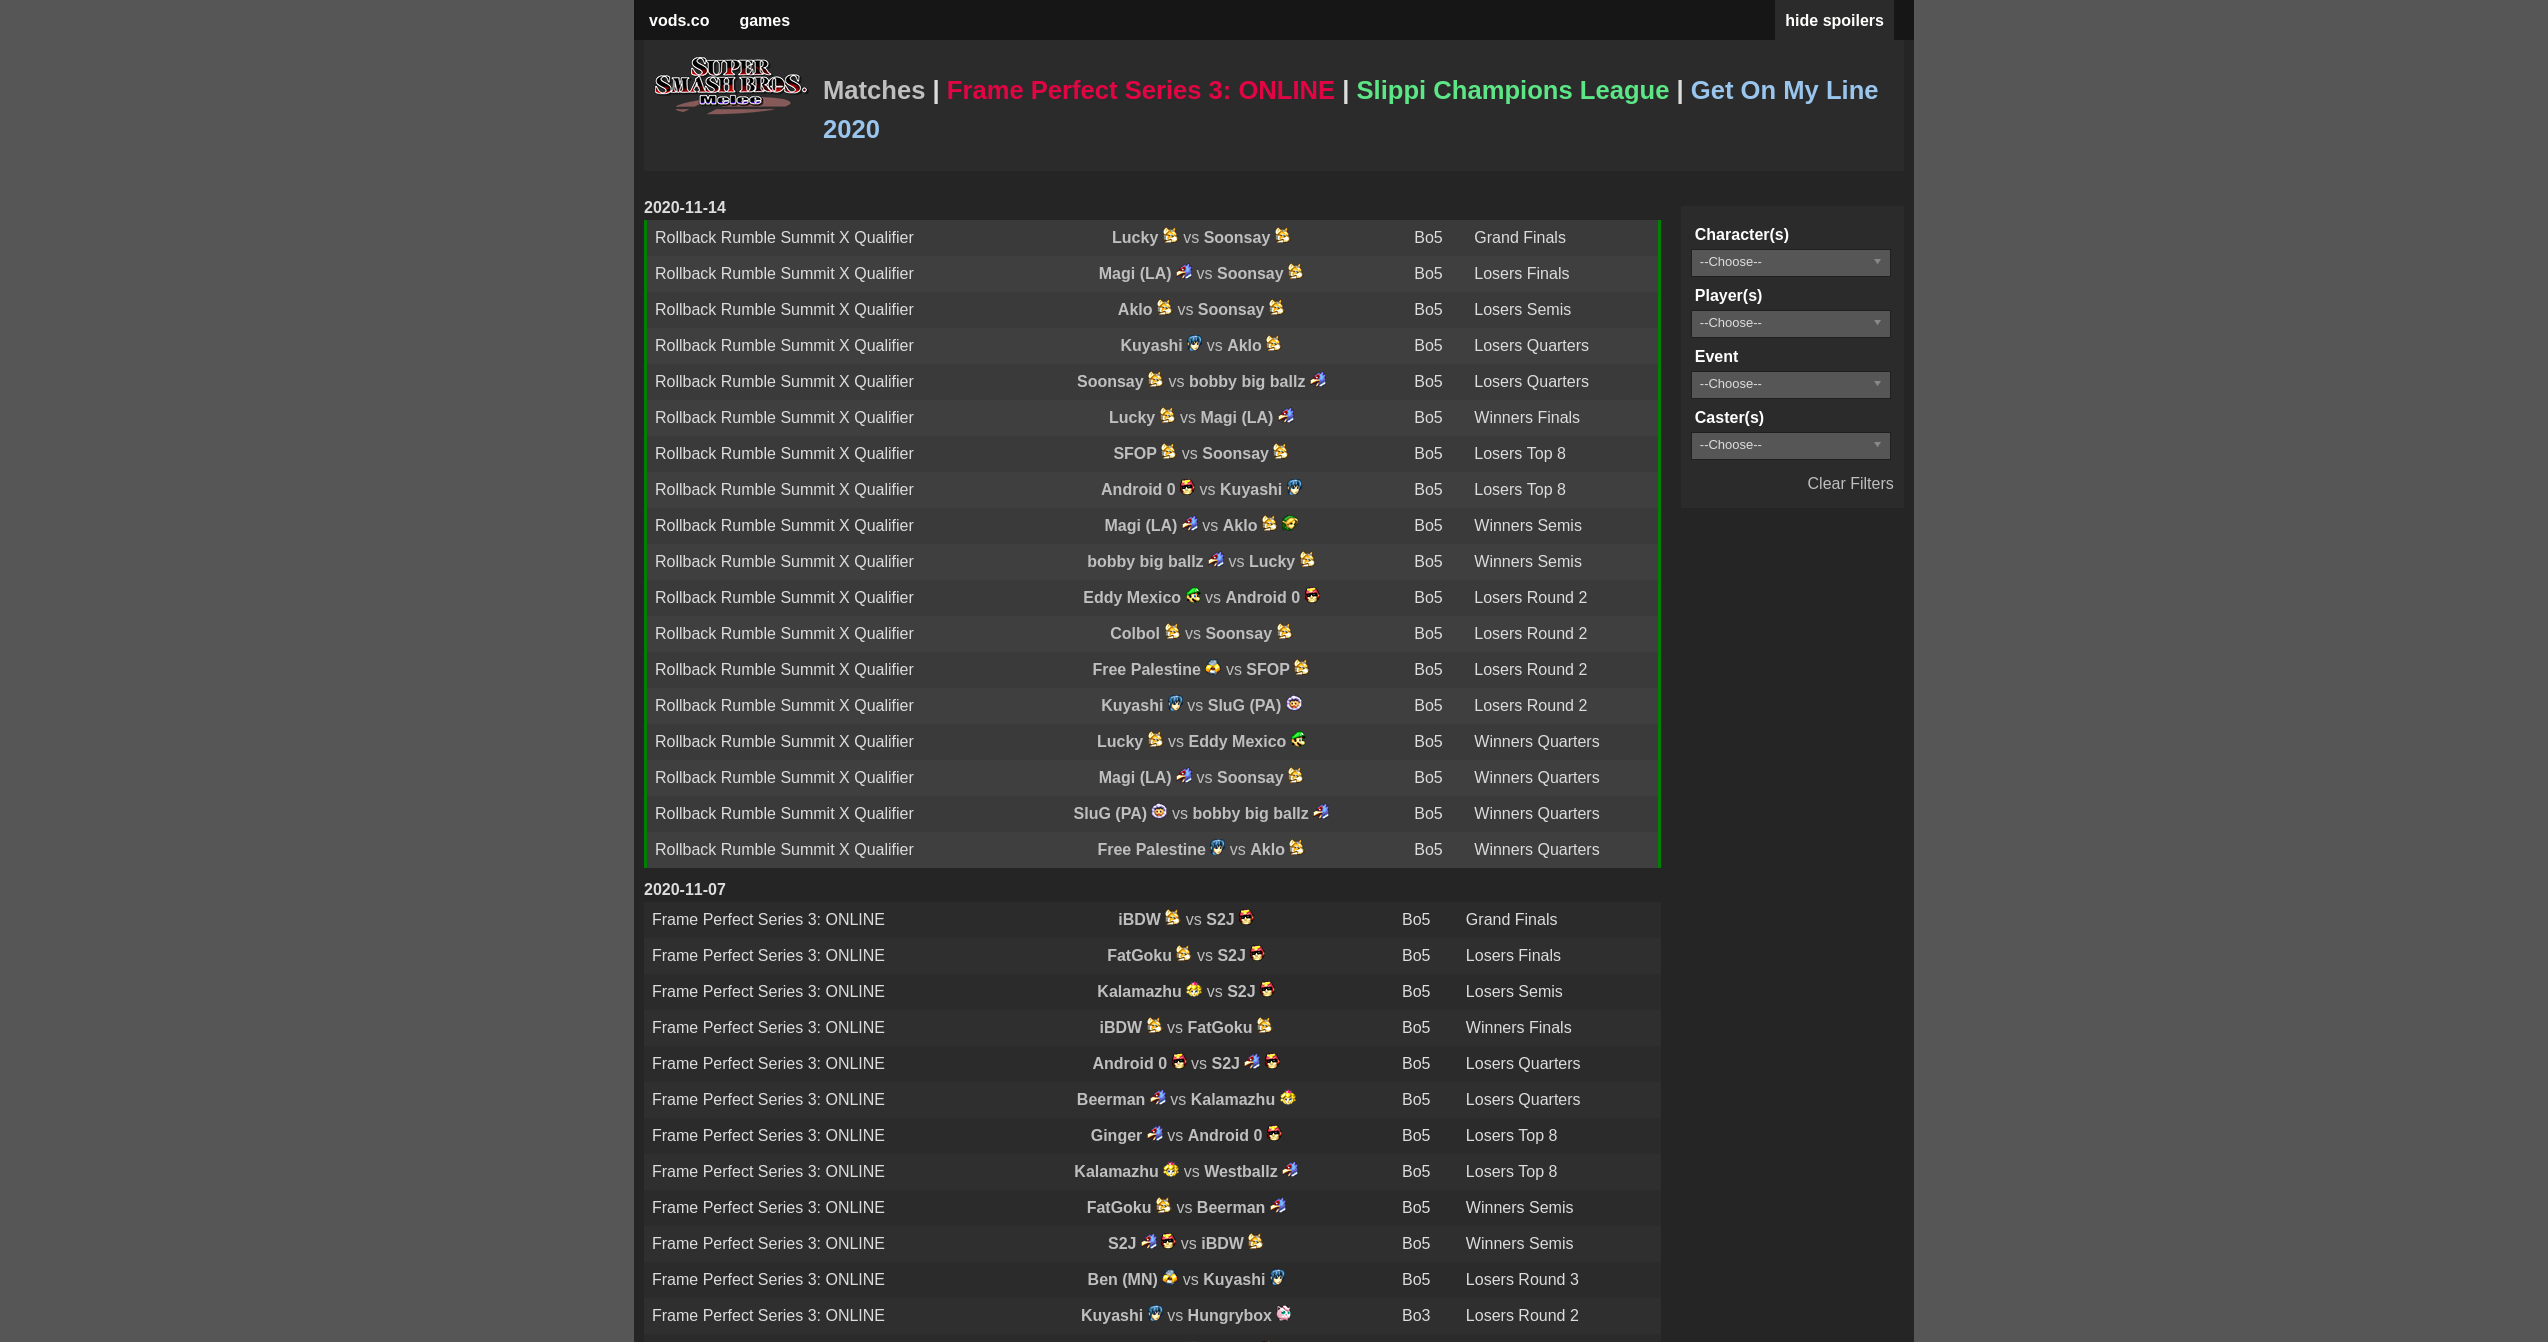 vods.co games hide spoilers
SUPER
SMASH BROS.
Melee
Matches | Frame Perfect Series 3: ONLINE | Slippi Champions League | Get On My Line
2020
2020-11-14
Rollback Rumble Summit X Qualifier Lucky vs Soonsay Bo5 Grand Finals
Rollback Rumble Summit X Qualifier Magi (LA) vs Soonsay Bo5 Losers Finals
Rollback Rumble Summit X Qualifier Aklo vs Soonsay Bo5 Losers Semis
Rollback Rumble Summit X Qualifier Kuyashi vs Aklo Bo5 Losers Quarters
Rollback Rumble Summit X Qualifier Soonsay vs bobby big ballz Bo5 Losers Quarters
Rollback Rumble Summit X Qualifier Lucky vs Magi (LA) Bo5 Winners Finals
Rollback Rumble Summit X Qualifier SFOP vs Soonsay Bo5 Losers Top 8
Rollback Rumble Summit X Qualifier Android 0 vs Kuyashi Bo5 Losers Top 8
Rollback Rumble Summit X Qualifier Magi (LA) vs Aklo Bo5 Winners Semis
Rollback Rumble Summit X Qualifier bobby big ballz vs Lucky Bo5 Winners Semis
Rollback Rumble Summit X Qualifier Eddy Mexico vs Android 0 Bo5 Losers Round 2
Rollback Rumble Summit X Qualifier Colbol vs Soonsay Bo5 Losers Round 2
Rollback Rumble Summit X Qualifier Free Palestine vs SFOP Bo5 Losers Round 2
Rollback Rumble Summit X Qualifier Kuyashi vs SluG (PA) Bo5 Losers Round 2
Rollback Rumble Summit X Qualifier Lucky vs Eddy Mexico Bo5 Winners Quarters
Rollback Rumble Summit X Qualifier Magi (LA) vs Soonsay Bo5 Winners Quarters
Rollback Rumble Summit X Qualifier SluG (PA) vs bobby big ballz Bo5 Winners Quarters
Rollback Rumble Summit X Qualifier Free Palestine vs Aklo Bo5 Winners Quarters
2020-11-07
Frame Perfect Series 3: ONLINE iBDW vs S2J Bo5 Grand Finals
Frame Perfect Series 3: ONLINE FatGoku vs S2J Bo5 Losers Finals
Frame Perfect Series 3: ONLINE Kalamazhu vs S2J Bo5 Losers Semis
Frame Perfect Series 3: ONLINE iBDW vs FatGoku Bo5 Winners Finals
Frame Perfect Series 3: ONLINE Android 0 vs S2J Bo5 Losers Quarters
Frame Perfect Series 3: ONLINE Beerman vs Kalamazhu Bo5 Losers Quarters
Frame Perfect Series 3: ONLINE Ginger vs Android 0 Bo5 Losers Top 8
Frame Perfect Series 3: ONLINE Kalamazhu vs Westballz Bo5 Losers Top 8
Frame Perfect Series 3: ONLINE FatGoku vs Beerman Bo5 Winners Semis
Frame Perfect Series 3: ONLINE S2J vs iBDW Bo5 Winners Semis
Frame Perfect Series 3: ONLINE Ben (MN) vs Kuyashi Bo5 Losers Round 3
Frame Perfect Series 3: ONLINE Kuyashi vs Hungrybox Bo3 Losers Round 2
Character(s)
--Choose--
Player(s)
--Choose--
Event
--Choose--
Caster(s)
--Choose--
Clear Filters